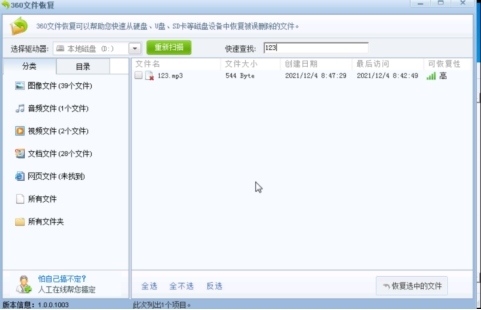 360文件恢复
360文件恢复可以帮助您快速从硬盘、U盘、SD卡等磁盘设备中恢复被误删除的文件。
选择驱动器: 本地磁盘 (D:) 重新扫描 快速查找: 123
分类 目录
文件名 文件大小 创建日期 最后访问 可恢复性
123.mp3 544 Byte 2021/12/4 8:47:29 2021/12/4 8:42:49 高
图像文件(39个文件)
音频文件(1个文件)
视频文件(2个文件)
文档文件(28个文件)
网页文件(未找到)
所有文件
所有文件夹
怕自己搞不定?
人工在线帮您搞定
全选 全不选 反选 恢复选中的文件
版本信息: 1.0.0.1003 此次列出1个项目。